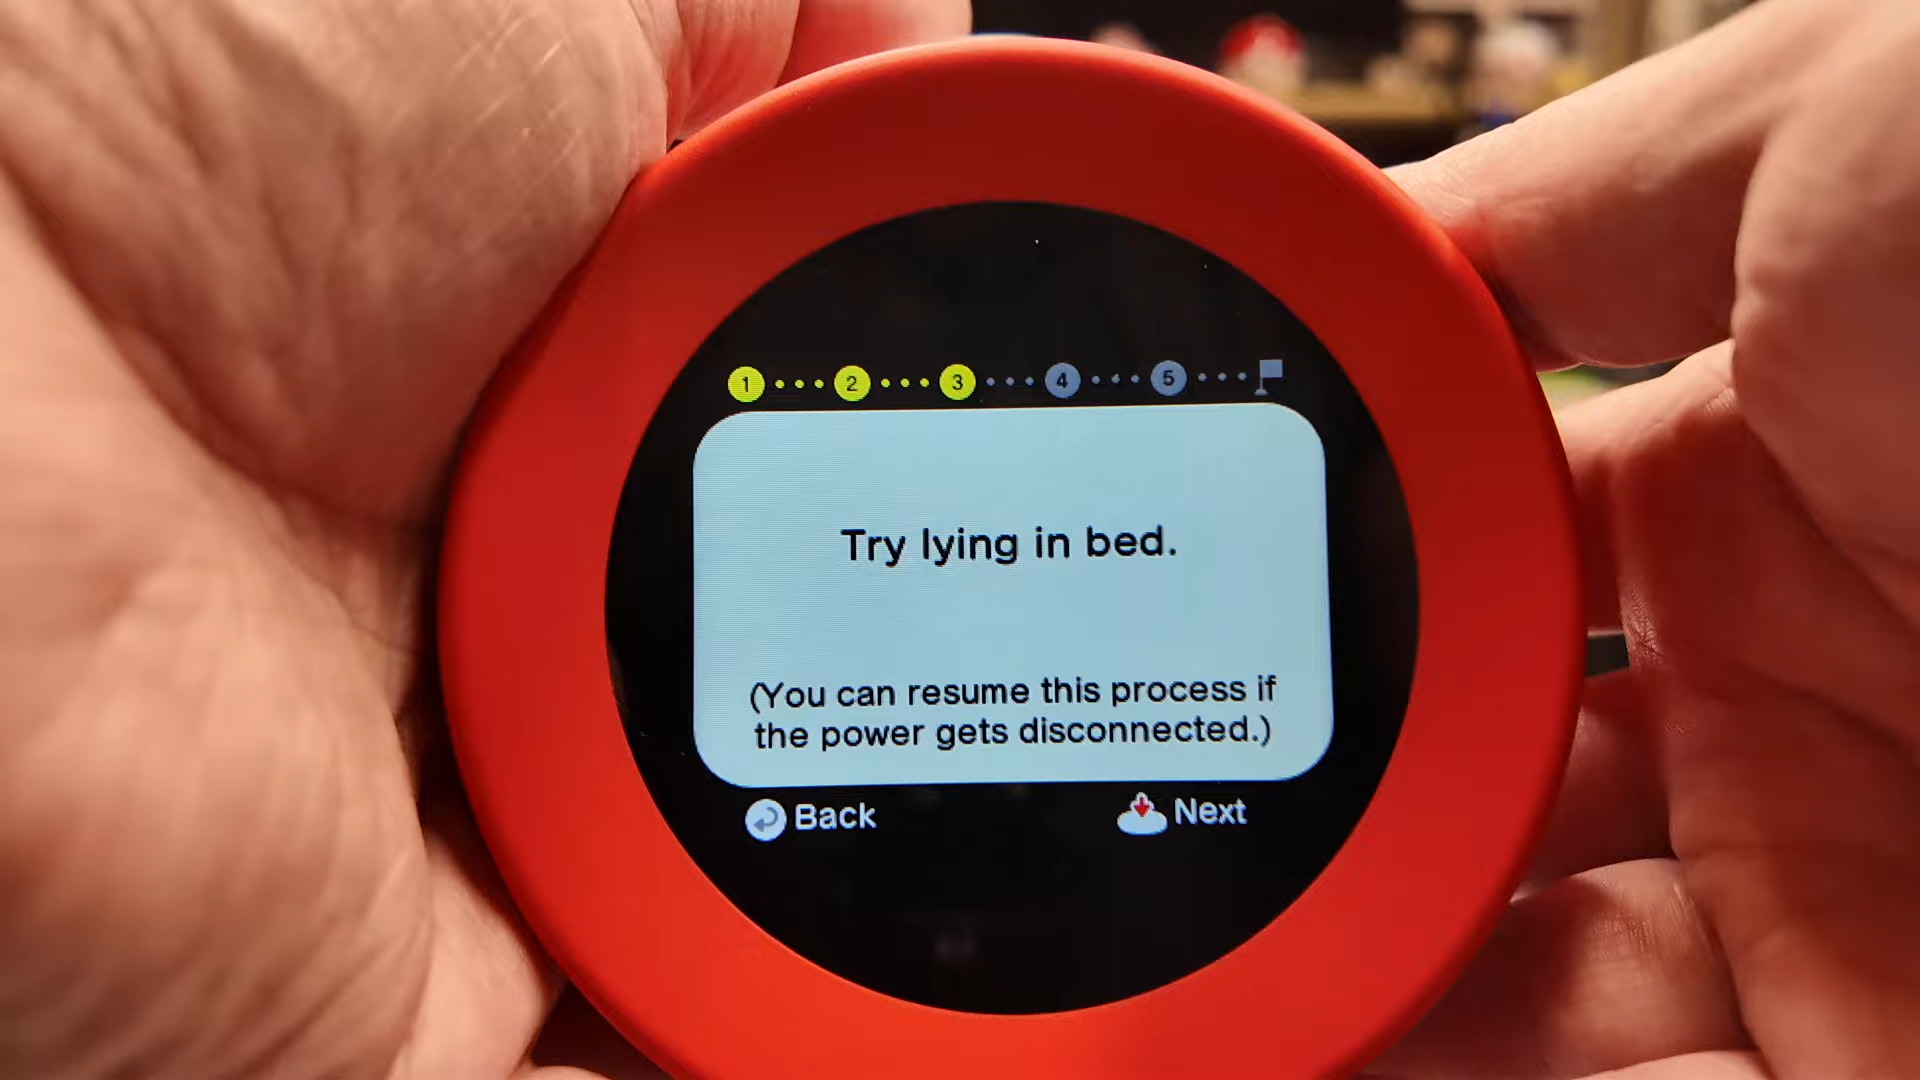 1 2 3 4 5
Try lying in bed.
(You can resume this process if
the power gets disconnected.)
Back Next